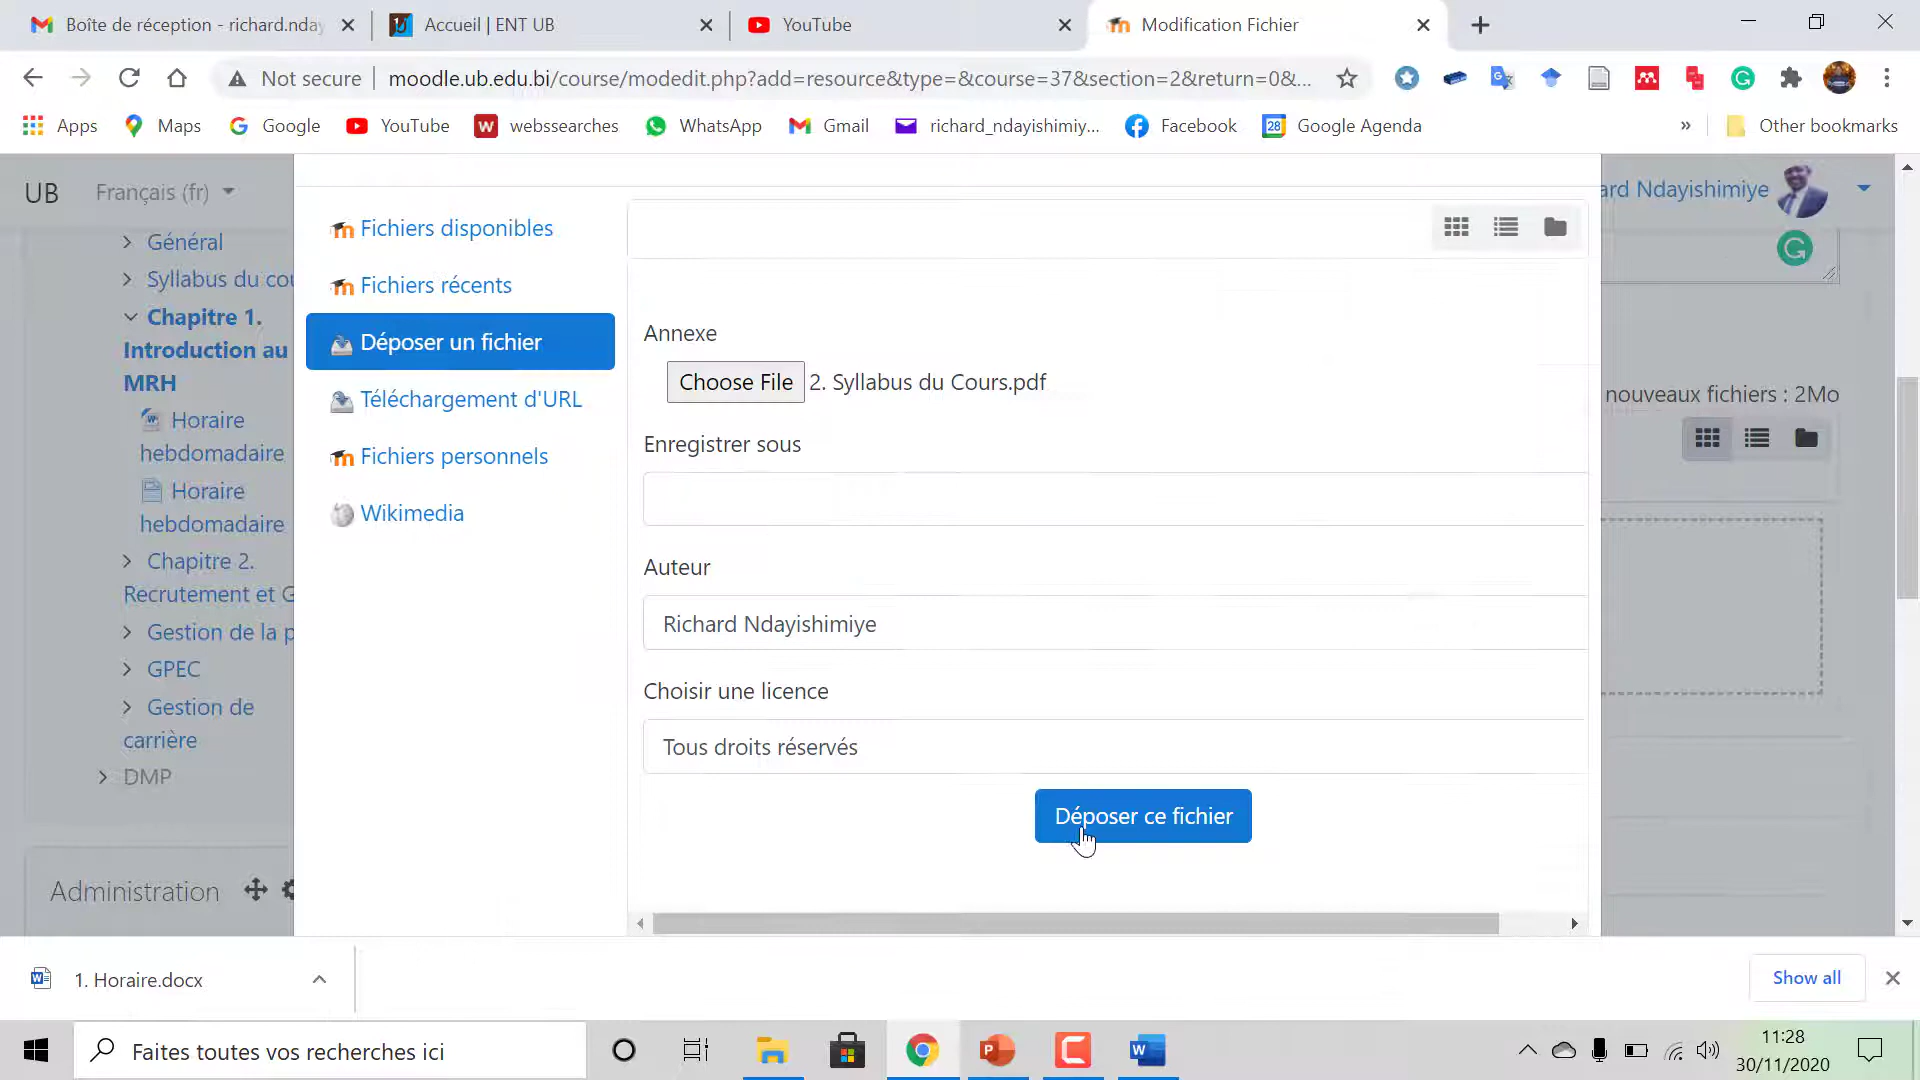 Boîte de réception - richard.nday
Accueil | ENT UB
YouTube
Modification Fichier
Not secure
moodle.ub.edu.bi/course/modedit.php?add=resource&type=&course=37&section=2&return=0&...
Apps
Maps
Google
YouTube
webssearches
WhatsApp
Gmail
richard_ndayishimiy...
Facebook
28
Google Agenda
»
Other bookmarks
UB
Français (fr)
ard Ndayishimiye
Général
Syllabus du cou
Chapitre 1.
Introduction au
MRH
Horaire
hebdomadaire
Horaire
hebdomadaire
Chapitre 2.
Recrutement et G
Gestion de la p
GPEC
Gestion de
carrière
DMP
Administration
Fichiers disponibles
Fichiers récents
Déposer un fichier
Téléchargement d'URL
Fichiers personnels
Wikimedia
Annexe
Choose File 2. Syllabus du Cours.pdf
Enregistrer sous
Auteur
Richard Ndayishimiye
Choisir une licence
Tous droits réservés
Déposer ce fichier
nouveaux fichiers : 2Mo
1. Horaire.docx
Show all
Faites toutes vos recherches ici
11:28
30/11/2020